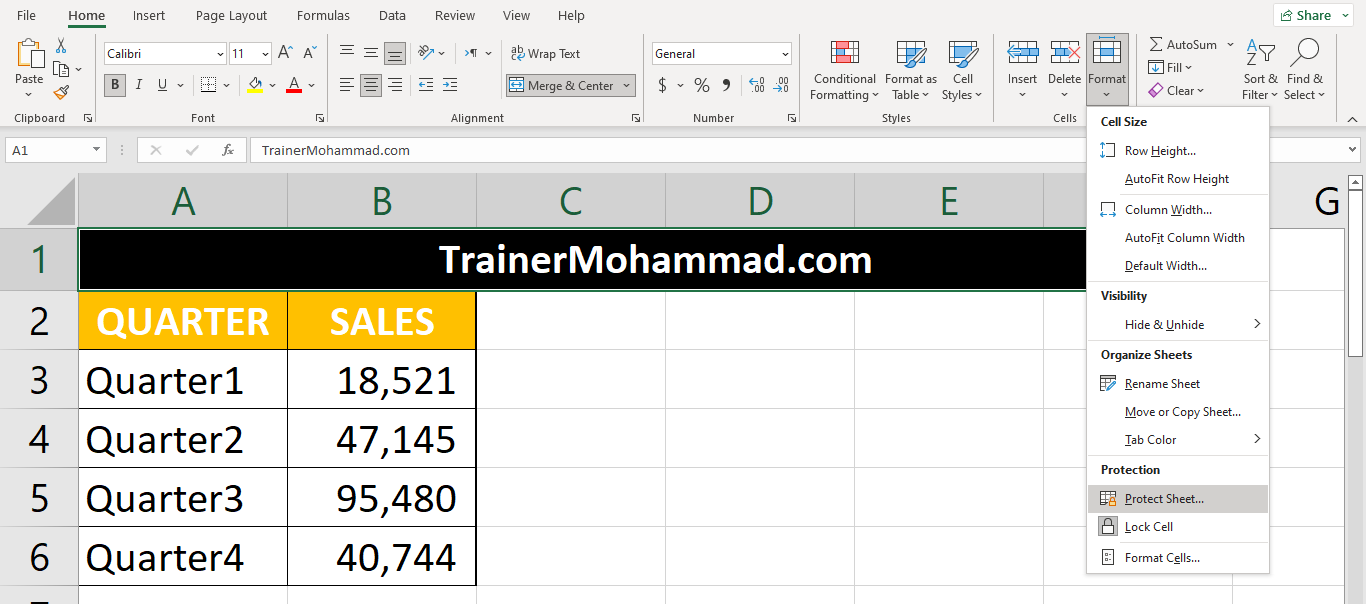 File Home Insert Page Layout Formulas Data Review View Help Share
Calibri 11 General
Paste
B I U
ab Wrap Text
Merge & Center
$ % 9 .00 .0
Conditional Formatting
Format as Table
Cell Styles
Insert Delete Format
AutoSum
Fill
Clear
Sort & Filter
Find & Select
Clipboard Font Alignment Number Styles Cells
A1 fx TrainerMohammad.com
Cell Size
Row Height...
AutoFit Row Height
Column Width...
AutoFit Column Width
Default Width...
Visibility
Hide & Unhide
Organize Sheets
Rename Sheet
Move or Copy Sheet...
Tab Color
Protection
Protect Sheet...
Lock Cell
Format Cells...
A B C D E G
1 TrainerMohammad.com
2 QUARTER SALES
3 Quarter1 18,521
4 Quarter2 47,145
5 Quarter3 95,480
6 Quarter4 40,744